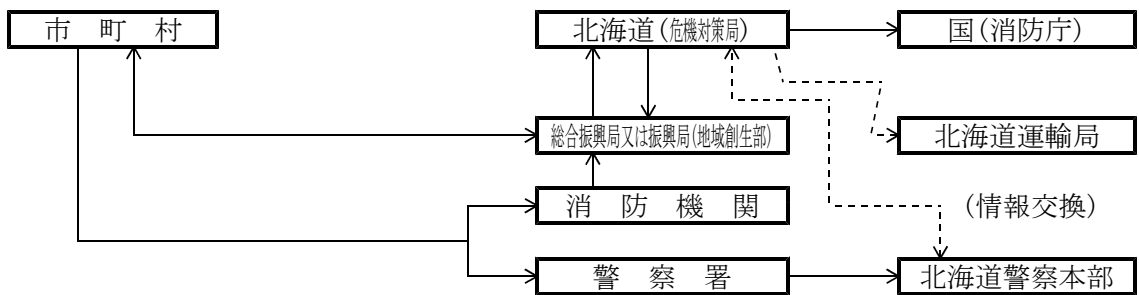 市町村
北海道(危機対策局)
国(消防庁)
総合振興局又は振興局(地域創生部)
北海道運輸局
消防機関
(情報交換)
警察署
北海道警察本部